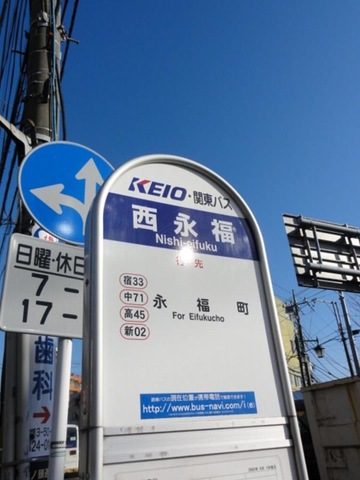 KEIO・関東バス
西永福
Nishi-eifuku
行先
宿33
中71
高45
新02
永福町
For Eifukucho
http://www.bus-navi.com/
日曜・休日
7-
17-
歯科